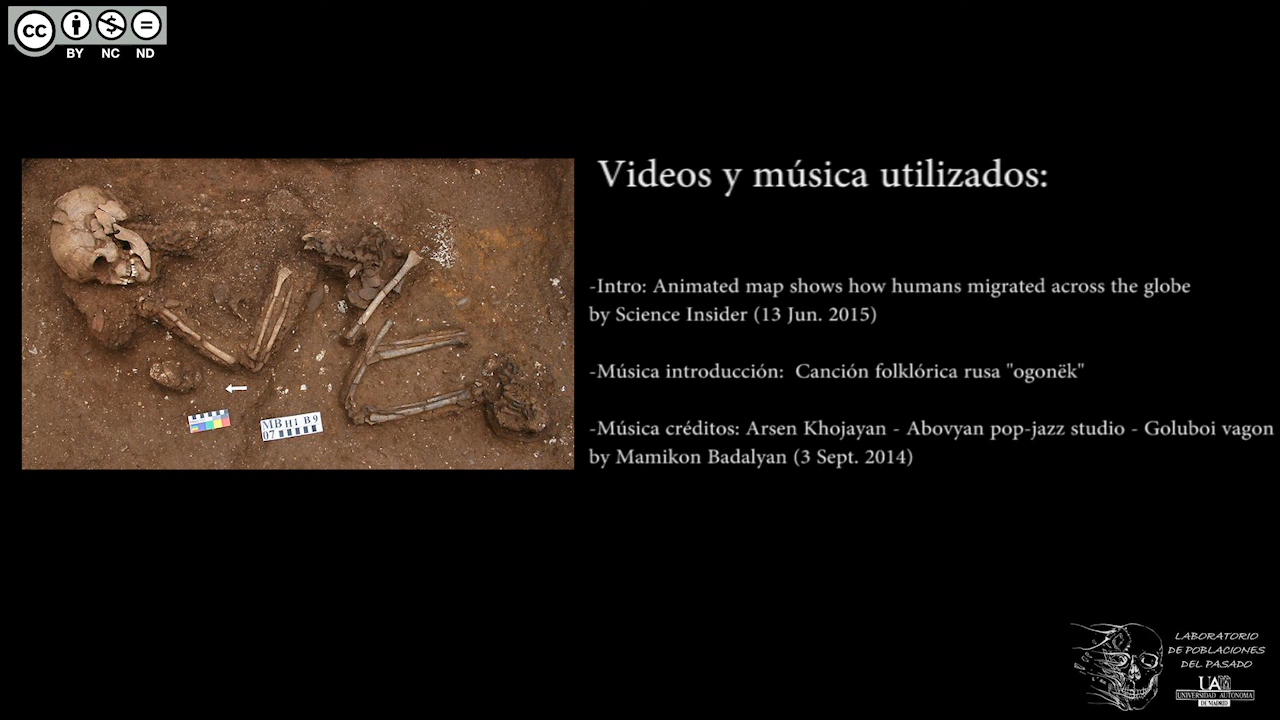 cc
BY NC ND
Videos y música utilizados:
-Intro: Animated map shows how humans migrated across the globe
by Science Insider (13 Jun. 2015)
-Música introducción: Canción folklórica rusa "ogonëk"
-Música créditos: Arsen Khojayan - Abovyan pop-jazz studio - Goluboi vagon
by Mamikon Badalyan (3 Sept. 2014)
MB H1 B9
07
LABORATORIO
DE POBLACIONES
DEL PASADO
UAM
UNIVERSIDAD AUTONOMA
DE MADRID